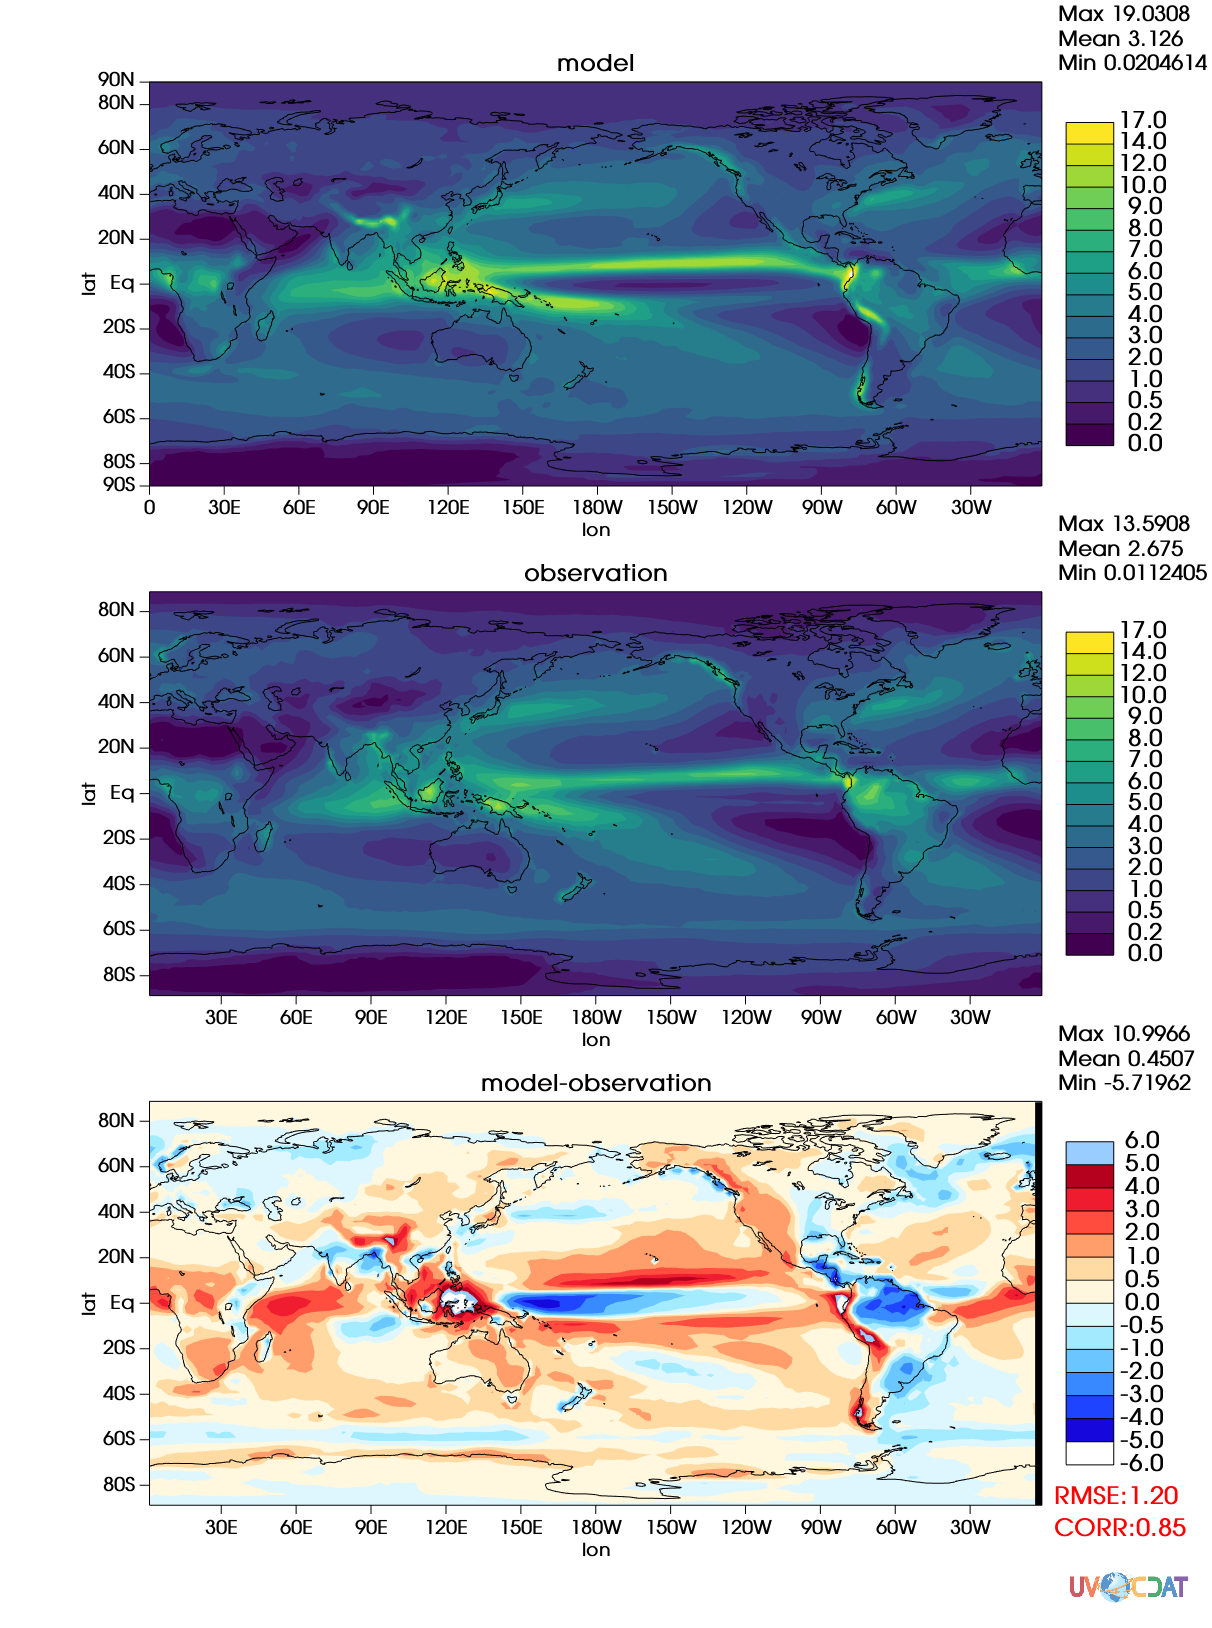 Max 19.0308
Mean 3.126
Min 0.0204614
model
90N
80N
60N
40N
20N
Eq
20S
40S
60S
80S
90S
lat
0 30E 60E 90E 120E 150E 180W 150W 120W 90W 60W 30W
lon
17.0
14.0
12.0
10.0
9.0
8.0
7.0
6.0
5.0
4.0
3.0
2.0
1.0
0.5
0.2
0.0
Max 13.5908
Mean 2.675
Min 0.0112405
observation
80N
60N
40N
20N
Eq
20S
40S
60S
80S
lat
30E 60E 90E 120E 150E 180W 150W 120W 90W 60W 30W
lon
17.0
14.0
12.0
10.0
9.0
8.0
7.0
6.0
5.0
4.0
3.0
2.0
1.0
0.5
0.2
0.0
Max 10.9966
Mean 0.4507
Min -5.71962
model-observation
80N
60N
40N
20N
Eq
20S
40S
60S
80S
lat
30E 60E 90E 120E 150E 180W 150W 120W 90W 60W 30W
lon
6.0
5.0
4.0
3.0
2.0
1.0
0.5
0.0
-0.5
-1.0
-2.0
-3.0
-4.0
-5.0
-6.0
RMSE:1.20
CORR:0.85
UV CDAT